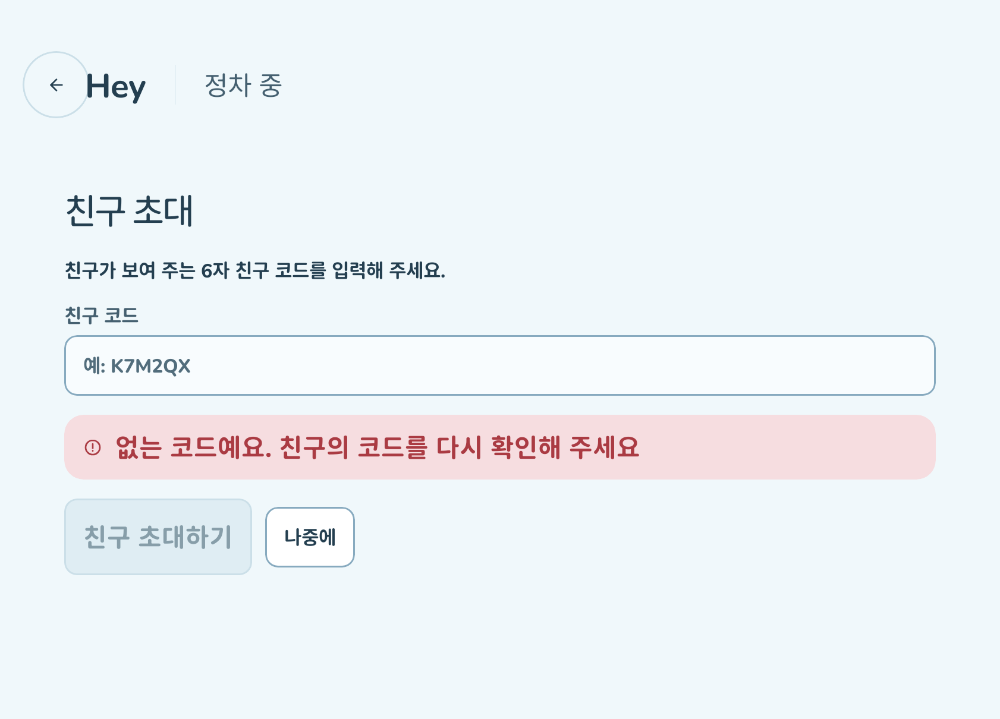 Hey
정차 중
친구 초대
친구가 보여 주는 6자 친구 코드를 입력해 주세요.
친구 코드
예: K7M2QX
없는 코드예요. 친구의 코드를 다시 확인해 주세요
친구 초대하기
나중에